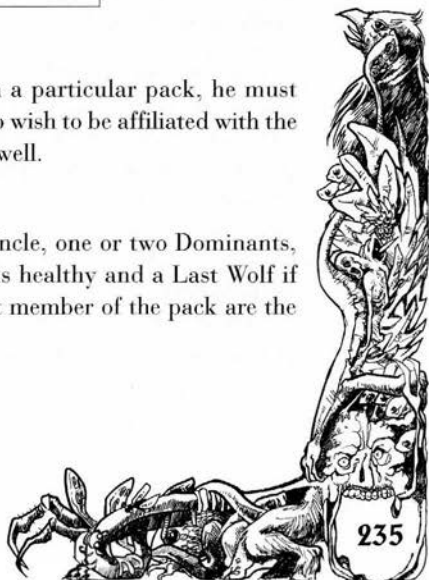 a particular pack, he must
wish to be affiliated with the
well.
ncle, one or two Dominants,
s healthy and a Last Wolf if
member of the pack are the
235